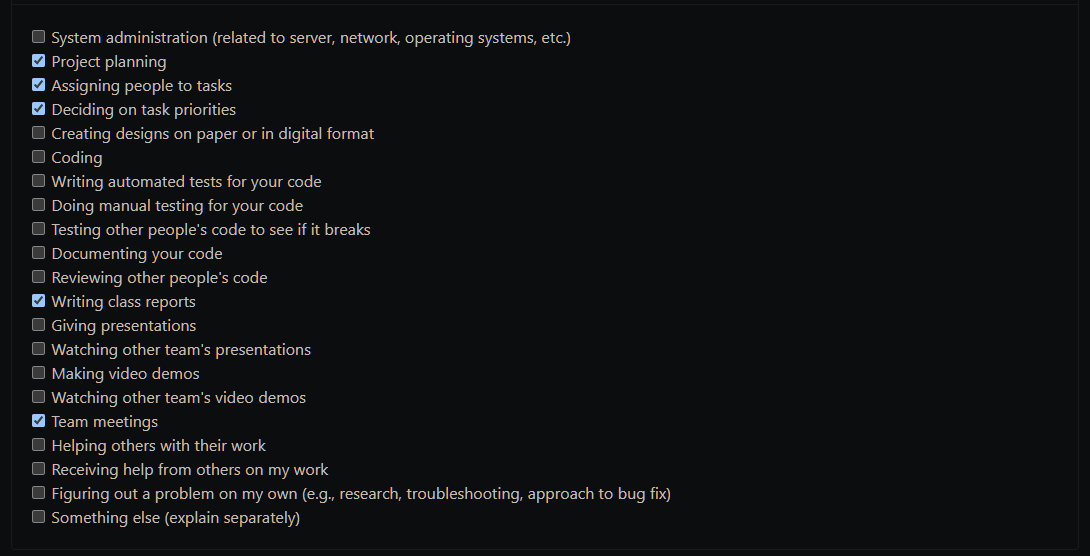 System administration (related to server, network, operating systems, etc.)
Project planning
Assigning people to tasks
Deciding on task priorities
Creating designs on paper or in digital format
Coding
Writing automated tests for your code
Doing manual testing for your code
Testing other people's code to see if it breaks
Documenting your code
Reviewing other people's code
Writing class reports
Giving presentations
Watching other team's presentations
Making video demos
Watching other team's video demos
Team meetings
Helping others with their work
Receiving help from others on my work
Figuring out a problem on my own (e.g., research, troubleshooting, approach to bug fix)
Something else (explain separately)